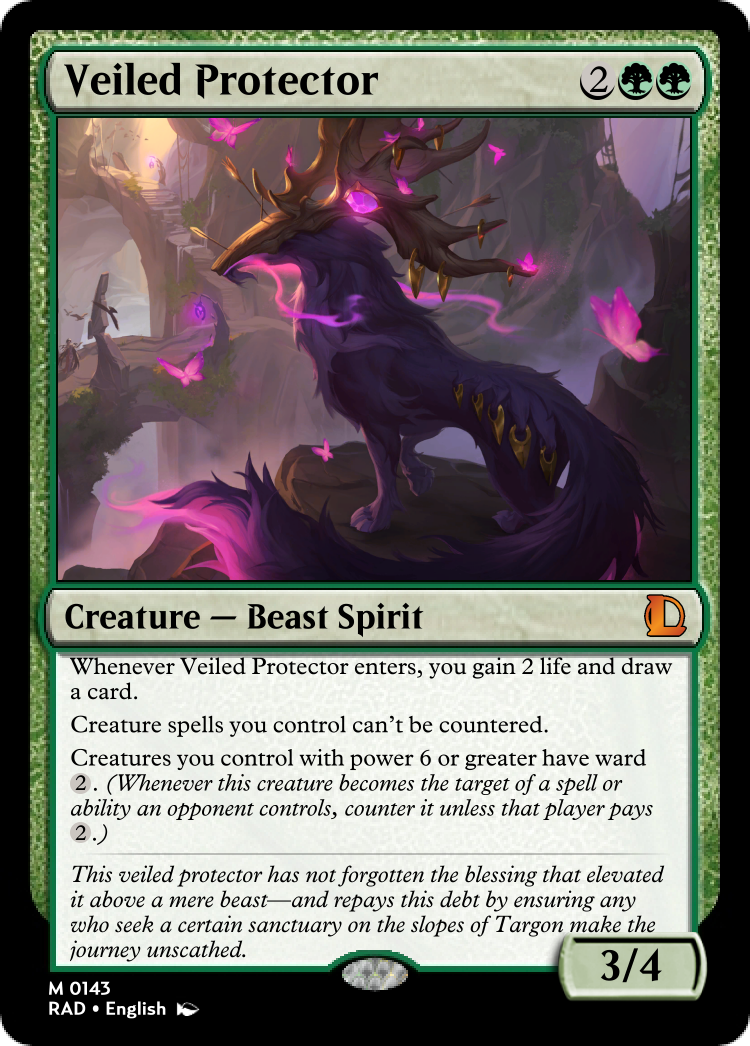 Veiled Protector 2
Creature — Beast Spirit
Whenever Veiled Protector enters, you gain 2 life and draw
a card.
Creature spells you control can't be countered.
Creatures you control with power 6 or greater have ward
2. (Whenever this creature becomes the target of a spell or
ability an opponent controls, counter it unless that player pays
2.)
This veiled protector has not forgotten the blessing that elevated
it above a mere beast—and repays this debt by ensuring any
who seek a certain sanctuary on the slopes of Targon make the
journey unscathed.
3/4
M 0143
RAD • English